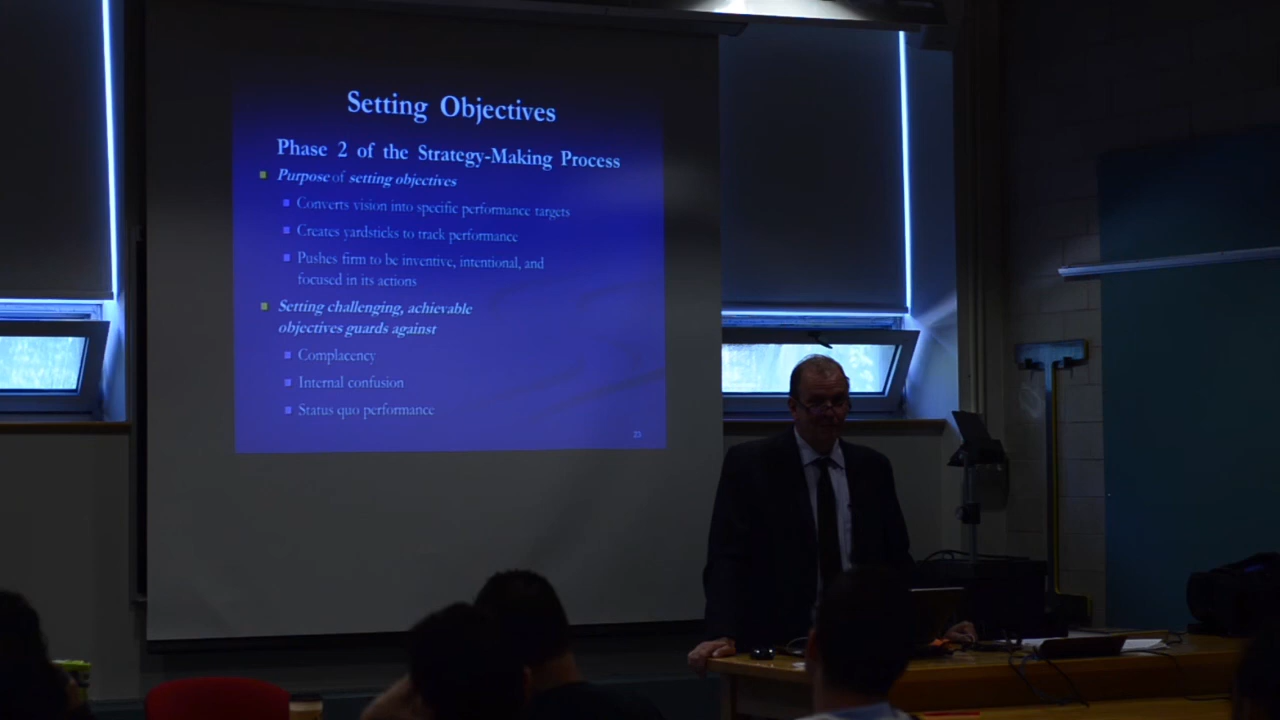 Setting Objectives
Phase 2 of the Strategy-Making Process
Purpose of setting objectives
Converts vision into specific performance targets
Creates yardsticks to track performance
Pushes firm to be inventive, intentional, and
focused in its actions
Setting challenging, achievable
objectives guards against
Complacency
Internal confusion
Status quo performance
23